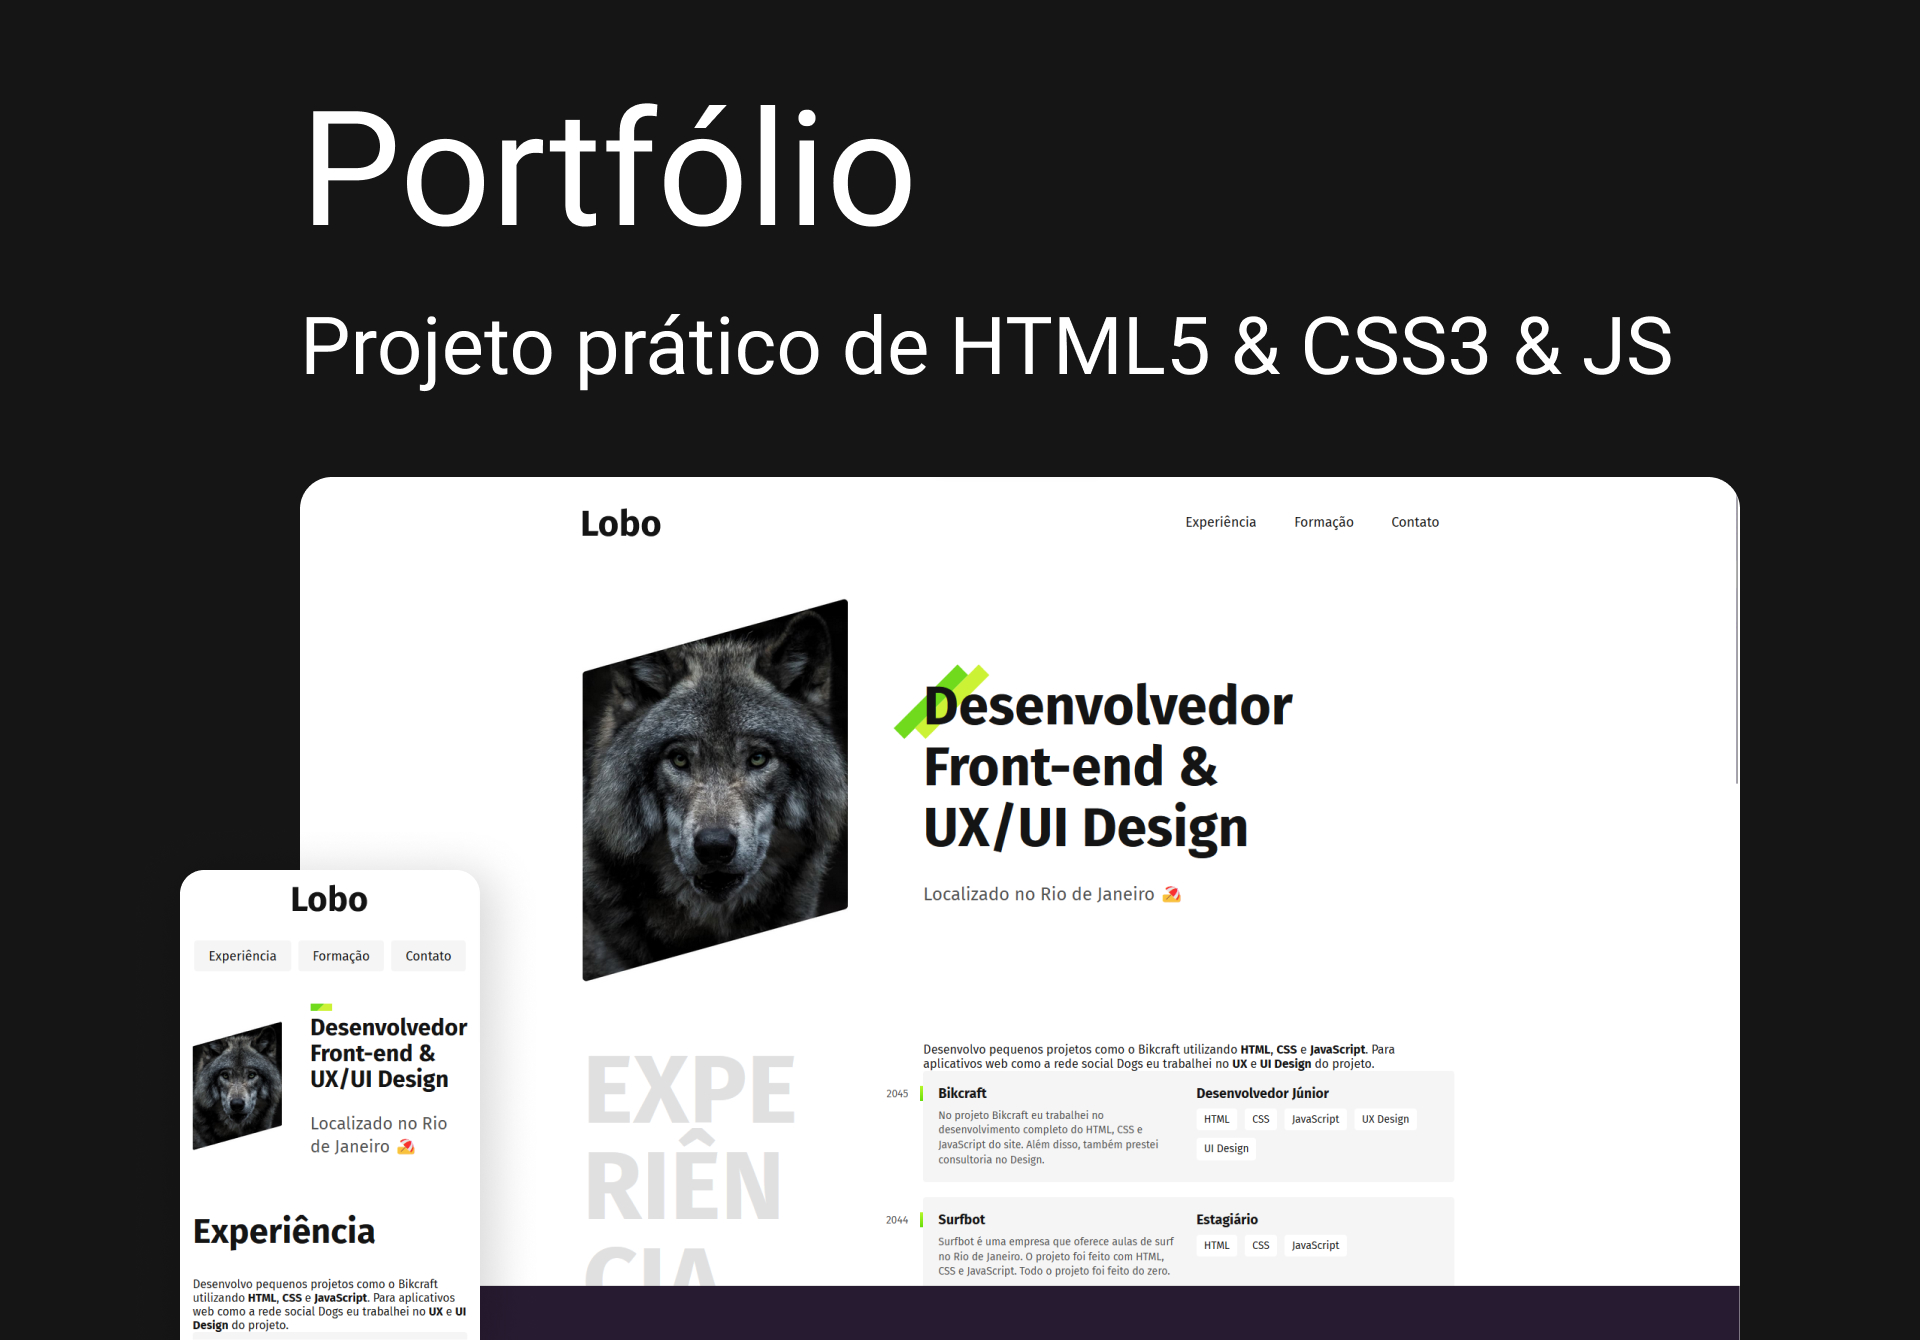 Portfólio
Projeto prático de HTML5 & CSS3 & JS
Lobo
Experiência
Formação
Contato
Desenvolvedor
Front-end &
UX/UI Design
Localizado no Rio de Janeiro
EXPE
RIÊN
CIA
Desenvolvo pequenos projetos como o Bikcraft utilizando HTML, CSS e JavaScript. Para
aplicativos web como a rede social Dogs eu trabalhei no UX e UI Design do projeto.
2045
Bikcraft
No projeto Bikcraft eu trabalhei no
desenvolvimento completo do HTML, CSS e
JavaScript do site. Além disso, também prestei
consultoria no Design.
Desenvolvedor Júnior
HTML CSS JavaScript UX Design
UI Design
2044
Surfbot
Surfbot é uma empresa que oferece aulas de surf
no Rio de Janeiro. O projeto foi feito com HTML,
CSS e JavaScript. Todo o projeto foi feito do zero.
Estagiário
HTML CSS JavaScript
Lobo
Experiência
Formação
Contato
Desenvolvedor
Front-end &
UX/UI Design
Localizado no Rio
de Janeiro
Experiência
Desenvolvo pequenos projetos como o Bikcraft
utilizando HTML, CSS e JavaScript. Para aplicativos
web como a rede social Dogs eu trabalhei no UX e UI
Design do projeto.